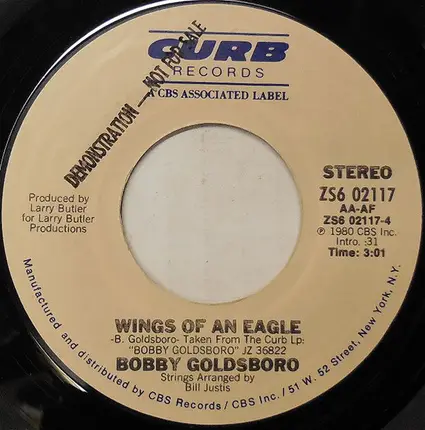 CURB
RECORDS
A CBS ASSOCIATED LABEL
DEMONSTRATION — NOT FOR SALE
STEREO
ZS6 02117
AA-AF
ZS6 02117-4
℗ 1980 CBS Inc.
Intro. :31
Time: 3:01
Produced by
Larry Butler
for Larry Butler
Productions
WINGS OF AN EAGLE
-B. Goldsboro- Taken From The Curb Lp:
"BOBBY GOLDSBORO" JZ 36822
BOBBY GOLDSBORO
Strings Arranged by
Bill Justis
Manufactured and distributed by CBS Records / CBS Inc./ 51 W. 52 Street, New York, N.Y.